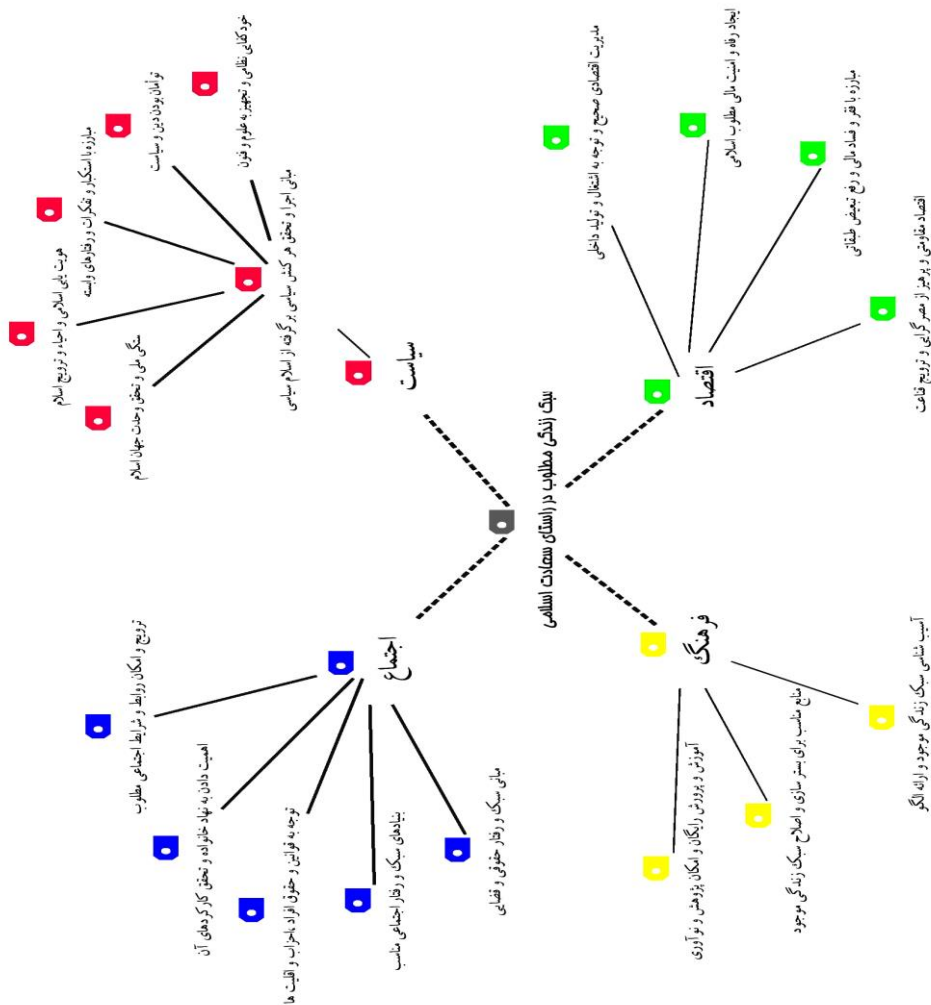 سبک زندگی مطلوب در راستای سعادت اسلامی
سیاست
مبانی اجرا و تحقق هر کنش سیاسی بر گرفته از اسلام سیاسی
خودکفایی نظامی و تجهیز به علوم و فنون
توأمان بودن دین و سیاست
مبارزه با استکبار و تفکرات و رفتارهای وابسته
هویت یابی اسلامی و احیاء و ترویج اسلام
ملی و تحقق وحدت جهان اسلام
اقتصاد
مدیریت اقتصادی صحیح و توجه به اشتغال و تولید داخلی
ایجاد رفاه و امنیت مالی مطلوب اسلامی
مبارزه با فقر و فساد مالی و رفع تبعیض طبقاتی
اقتصاد مقاومتی و پرهیز از مصر گرایی و ترویج قناعت
اجتماع
ترویج و امکان روابط و شرایط اجتماعی مطلوب
اهمیت دادن به نهاد خانواده و تحقق کارکردهای آن
توجه به قوانین و حقوق افراد ،احزاب و اقلیت ها
بنیادهای سبک و رفتار اجتماعی مناسب
مبانی سبک و رفتار حقوقی و قضایی
فرهنگ
آموزش و پرورش رایگان و امکان پژوهش و نوآوری
منابع مناسب برای بستر سازی و اصلاح سبک زندگی موجود
آسیب شناسی سبک زندگی موجود و ارائه الگو